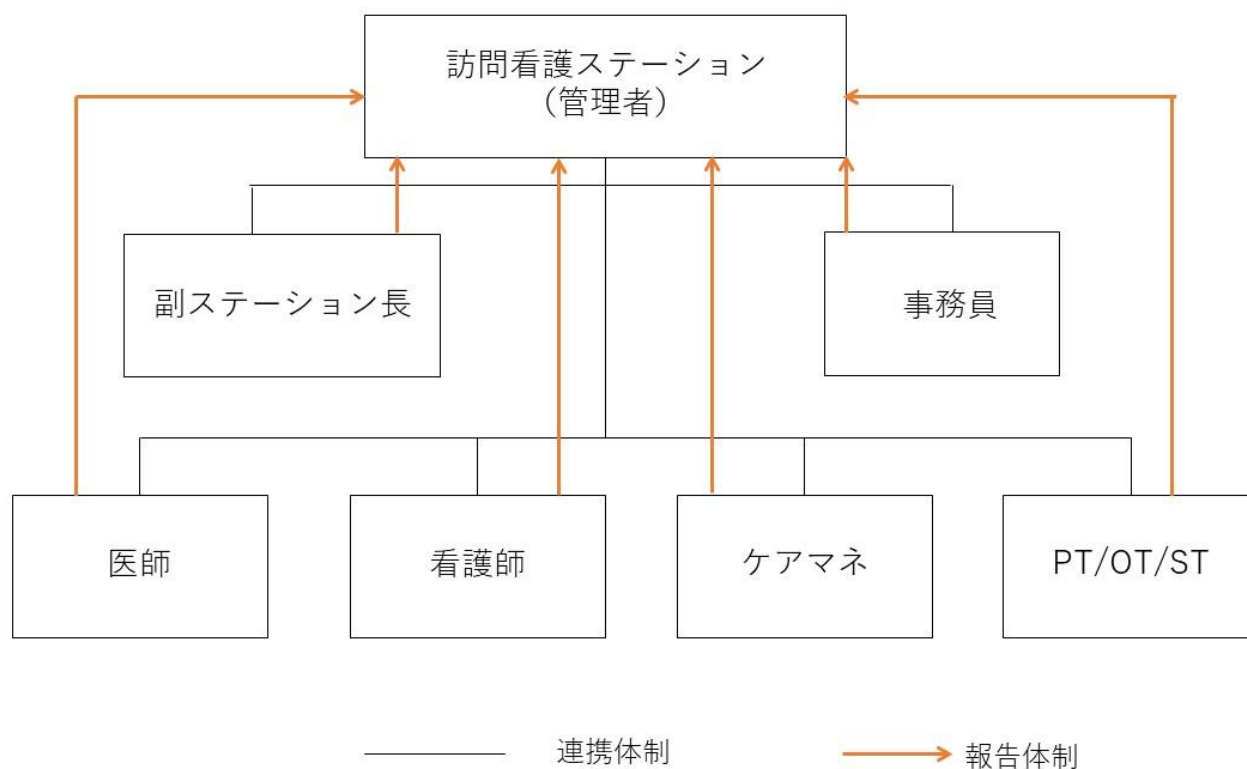 訪問看護ステーション
（管理者）
副ステーション長
事務員
医師
看護師
ケアマネ
PT/OT/ST
連携体制
報告体制